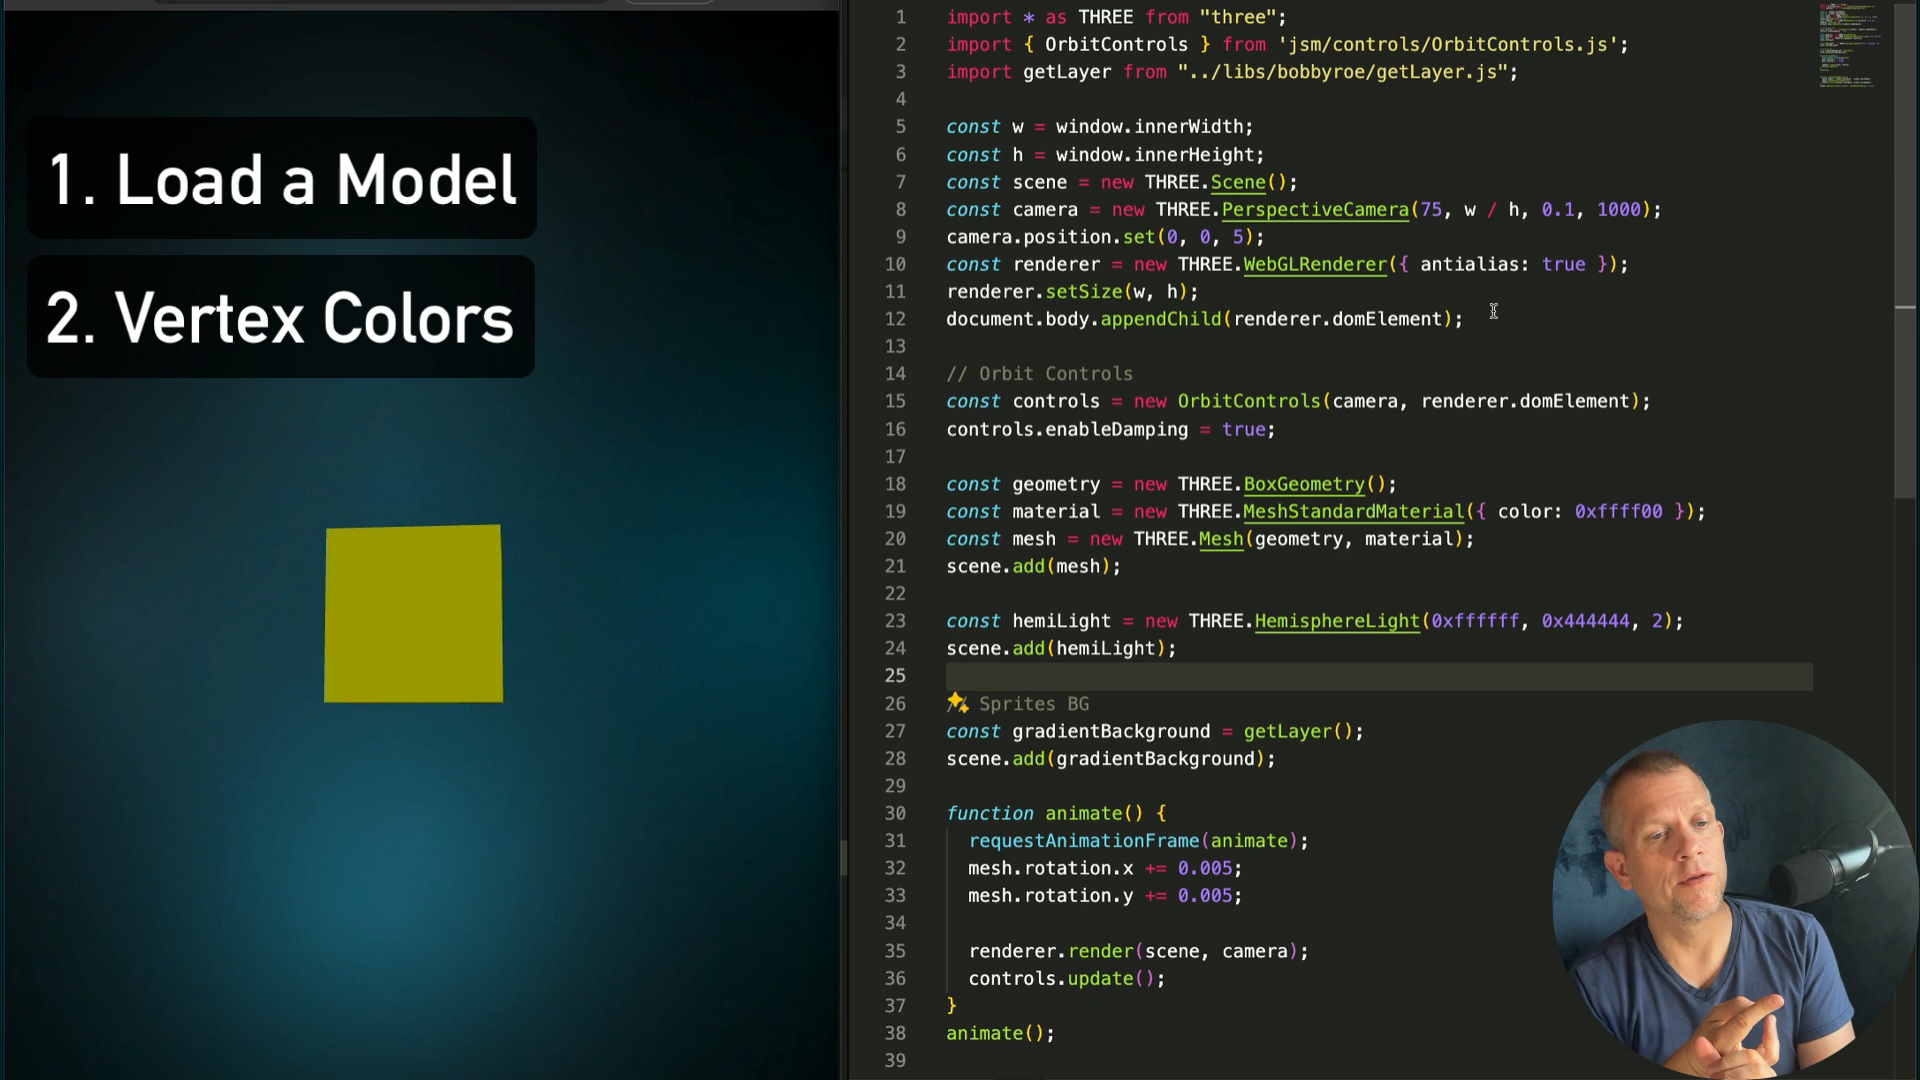 1. Load a Model
2. Vertex Colors
1 import * as THREE from "three";
2 import { OrbitControls } from 'jsm/controls/OrbitControls.js';
3 import getLayer from "../libs/bobbyroe/getLayer.js";
4
5 const w = window.innerWidth;
6 const h = window.innerHeight;
7 const scene = new THREE.Scene();
8 const camera = new THREE.PerspectiveCamera(75, w / h, 0.1, 1000);
9 camera.position.set(0, 0, 5);
10 const renderer = new THREE.WebGLRenderer({ antialias: true });
11 renderer.setSize(w, h);
12 document.body.appendChild(renderer.domElement);
13
14 // Orbit Controls
15 const controls = new OrbitControls(camera, renderer.domElement);
16 controls.enableDamping = true;
17
18 const geometry = new THREE.BoxGeometry();
19 const material = new THREE.MeshStandardMaterial({ color: 0xffff00 });
20 const mesh = new THREE.Mesh(geometry, material);
21 scene.add(mesh);
22
23 const hemiLight = new THREE.HemisphereLight(0xffffff, 0x444444, 2);
24 scene.add(hemiLight);
25
26 // Sprites BG
27 const gradientBackground = getLayer();
28 scene.add(gradientBackground);
29
30 function animate() {
31 requestAnimationFrame(animate);
32 mesh.rotation.x += 0.005;
33 mesh.rotation.y += 0.005;
34
35 renderer.render(scene, camera);
36 controls.update();
37 }
38 animate();
39